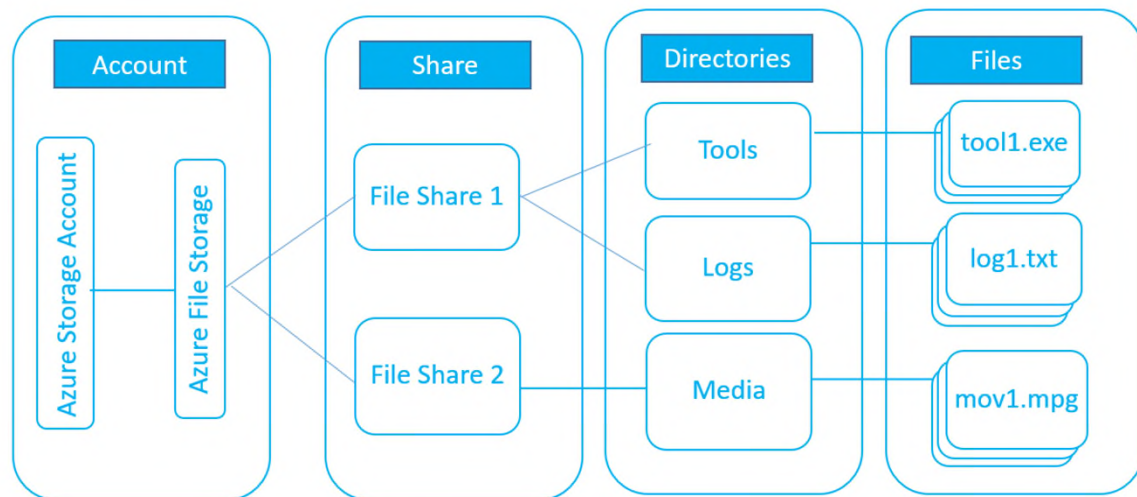 Account
Share
Directories
Files
Azure Storage Account
Azure File Storage
File Share 1
File Share 2
Tools
Logs
Media
tool1.exe
log1.txt
mov1.mpg